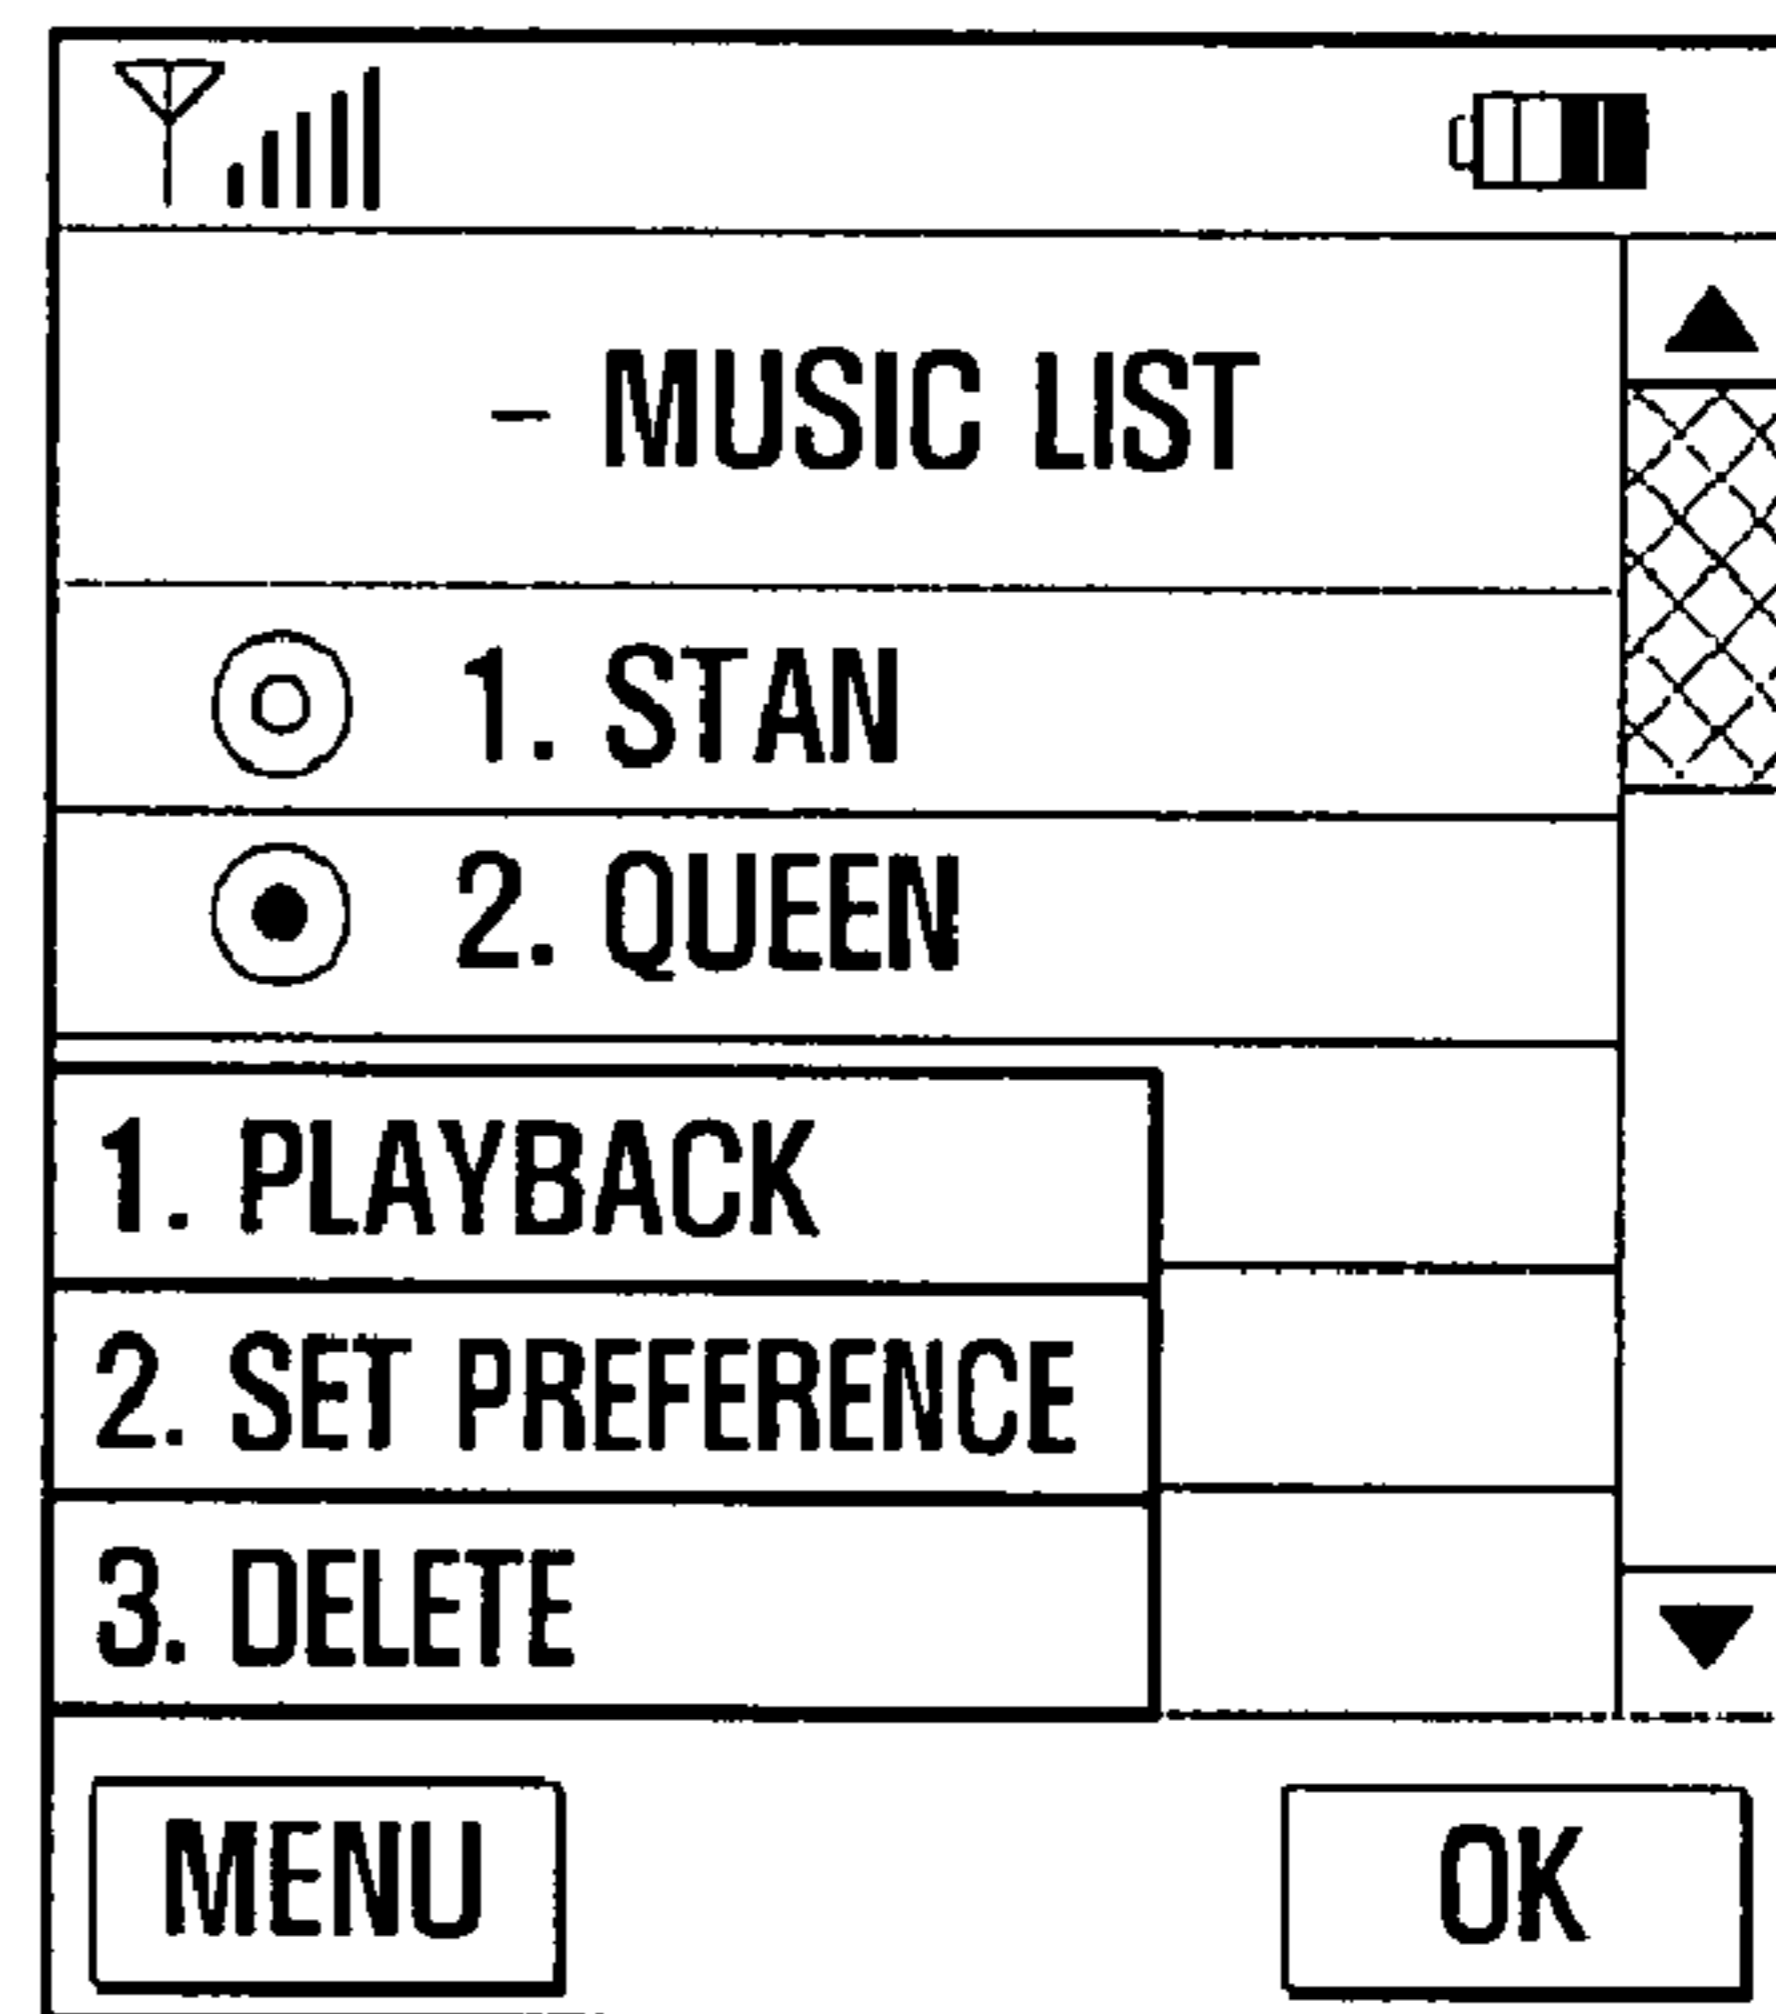 – MUSIC LIST
1. STAN
2. QUEEN
1. PLAYBACK
2. SET PREFERENCE
3. DELETE
MENU
OK